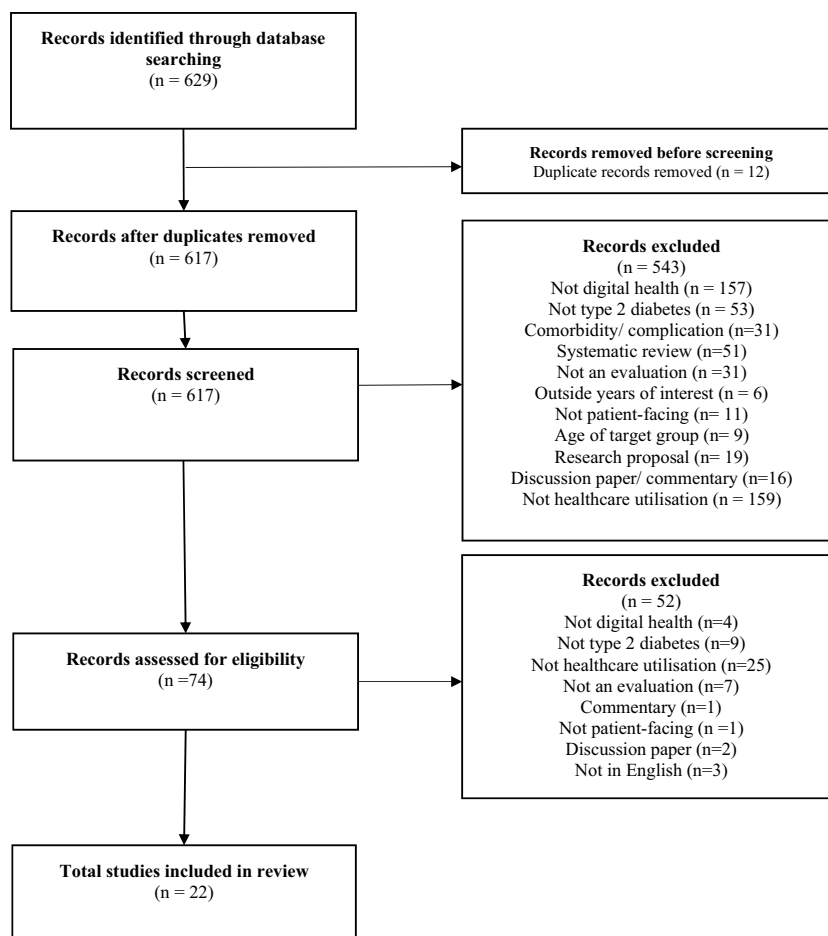 Records identified through database
searching
(n = 629)
Records removed before screening
Duplicate records removed (n = 12)
Records after duplicates removed
(n = 617)
Records excluded
(n = 543)
Not digital health (n = 157)
Not type 2 diabetes (n = 53)
Comorbidity/ complication (n=31)
Systematic review (n=51)
Not an evaluation (n =31)
Outside years of interest (n = 6)
Not patient-facing (n= 11)
Age of target group (n= 9)
Research proposal (n= 19)
Discussion paper/ commentary (n=16)
Not healthcare utilisation (n = 159)
Records screened
(n = 617)
Records assessed for eligibility
(n =74)
Records excluded
(n = 52)
Not digital health (n=4)
Not type 2 diabetes (n=9)
Not healthcare utilisation (n=25)
Not an evaluation (n=7)
Commentary (n=1)
Not patient-facing (n =1)
Discussion paper (n=2)
Not in English (n=3)
Total studies included in review
(n = 22)